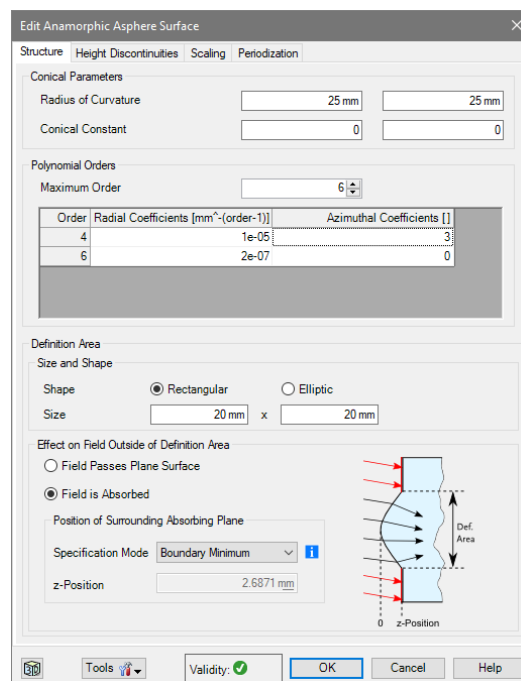 Edit Anamorphic Asphere Surface
Structure Height Discontinuities Scaling Periodization
Conical Parameters
Radius of Curvature 25 mm 25 mm
Conical Constant 0 0
Polynomial Orders
Maximum Order 6
Order Radial Coefficients [mm^-(order-1)] Azimuthal Coefficients []
4 1e-05 3
6 2e-07 0
Definition Area
Size and Shape
Shape Rectangular Elliptic
Size 20 mm x 20 mm
Effect on Field Outside of Definition Area
Field Passes Plane Surface
Field is Absorbed
Position of Surrounding Absorbing Plane
Specification Mode Boundary Minimum i
z-Position 2.6871 mm
Def.
Area
0 z-Position
3D Tools Validity: OK Cancel Help